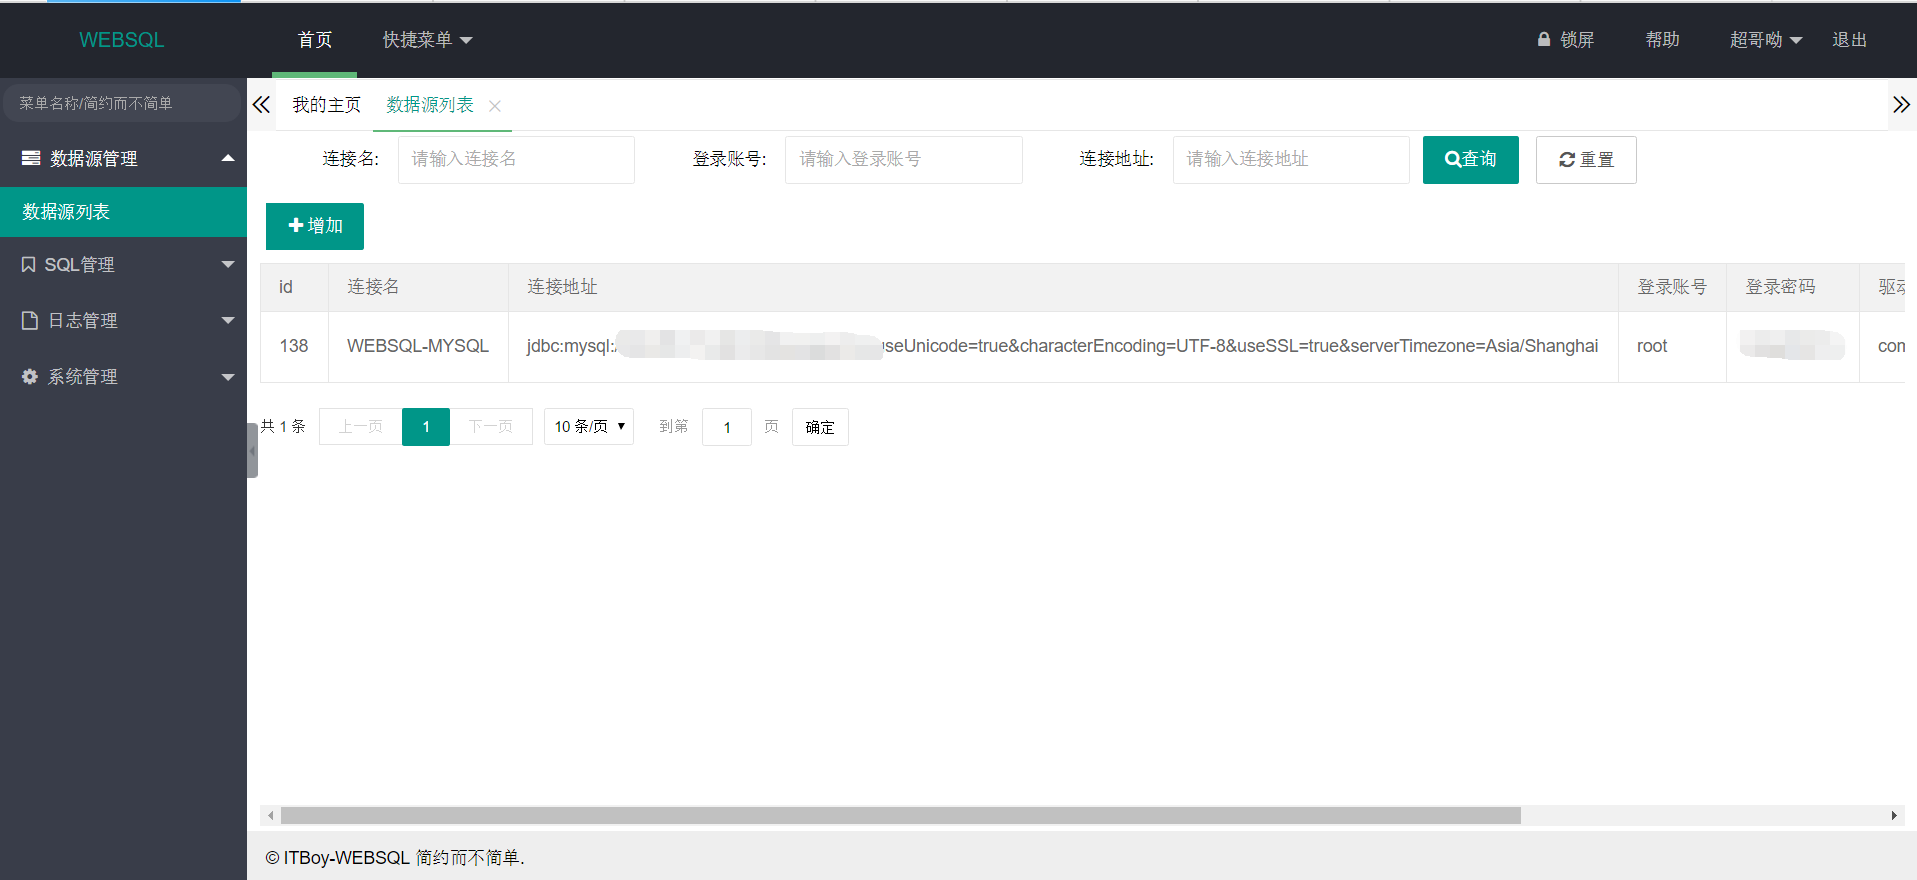 WEBSQL
首页
快捷菜单
锁屏
帮助
超哥呦
退出
菜单名称/简约而不简单
数据源管理
数据源列表
SQL管理
日志管理
系统管理
我的主页
数据源列表
连接名:
请输入连接名
登录账号:
请输入登录账号
连接地址:
请输入连接地址
查询
重置
增加
id
连接名
连接地址
登录账号
登录密码
138
WEBSQL-MYSQL
jdbc:mysql:
useUnicode=true&characterEncoding=UTF-8&useSSL=true&serverTimezone=Asia/Shanghai
root
共 1 条
上一页
1
下一页
10 条/页
到第
1
页
确定
© ITBoy-WEBSQL 简约而不简单.